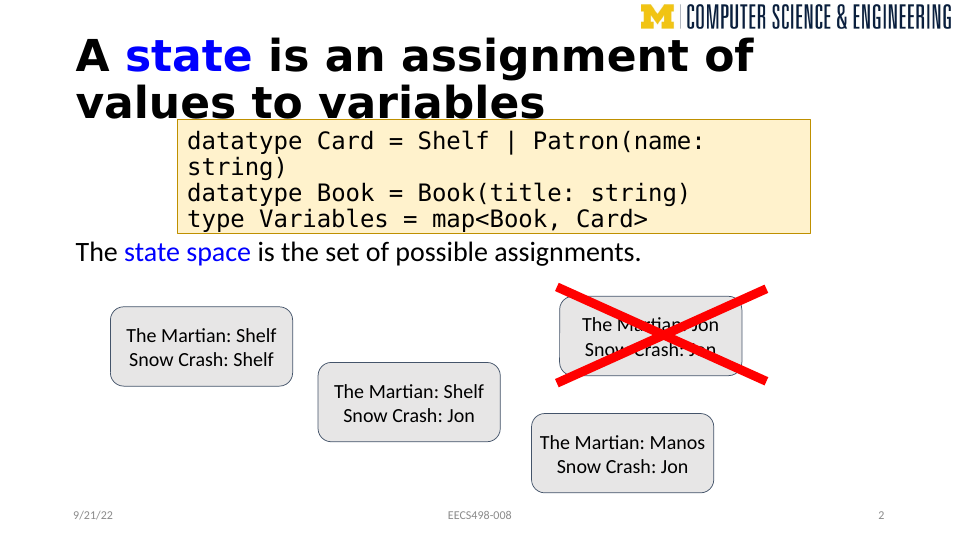 M | COMPUTER SCIENCE & ENGINEERING
A state is an assignment of
values to variables
datatype Card = Shelf | Patron(name:
string)
datatype Book = Book(title: string)
type Variables = map<Book, Card>
The state space is the set of possible assignments.
The Martian: Shelf
Snow Crash: Shelf
The Martian: Shelf
Snow Crash: Jon
The Martian: Jon
Snow Crash: Jon
The Martian: Manos
Snow Crash: Jon
9/21/22
EECS498-008
2